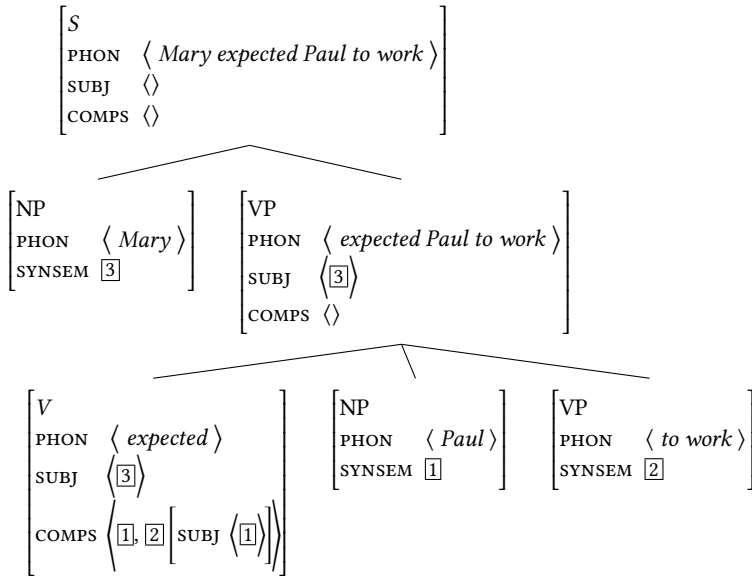 S
PHON ⟨ Mary expected Paul to work ⟩
SUBJ ⟨⟩
COMPS ⟨⟩
NP
PHON ⟨ Mary ⟩
SYNSEM 3
VP
PHON ⟨ expected Paul to work ⟩
SUBJ ⟨3⟩
COMPS ⟨⟩
V
PHON ⟨ expected ⟩
SUBJ ⟨3⟩
COMPS ⟨1, 2 [SUBJ ⟨1⟩]⟩
NP
PHON ⟨ Paul ⟩
SYNSEM 1
VP
PHON ⟨ to work ⟩
SYNSEM 2